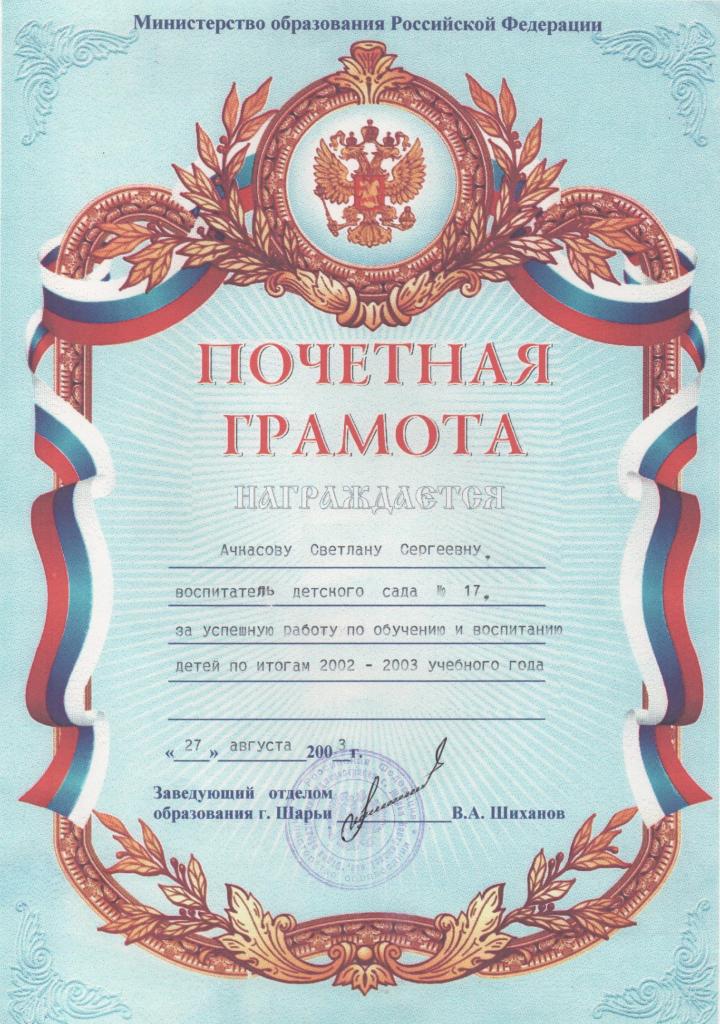 Министерство образования Российской Федерации
ПОЧЕТНАЯ
ГРАМОТА
НАГРАЖДАЕТСЯ
Ачкасову Светлану Сергеевну,
воспитатель детского сада № 17,
за успешную работу по обучению и воспитанию
детей по итогам 2002 - 2003 учебного года
«27» августа 2003 г.
Заведующий отделом
образования г. Шарьи В.А. Шиханов